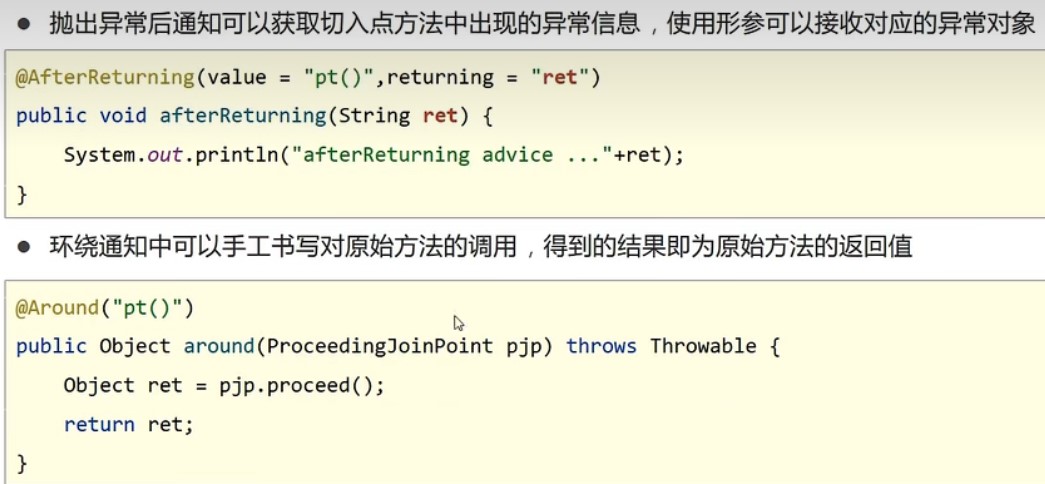 ● 抛出异常后通知可以获取切入点方法中出现的异常信息，使用形参可以接收对应的异常对象
@AfterReturning(value = "pt()",returning = "ret")
public void afterReturning(String ret) {
    System.out.println("afterReturning advice ..."+ret);
}
● 环绕通知中可以手工书写对原始方法的调用，得到的结果即为原始方法的返回值
@Around("pt()")
public Object around(ProceedingJoinPoint pjp) throws Throwable {
    Object ret = pjp.proceed();
    return ret;
}